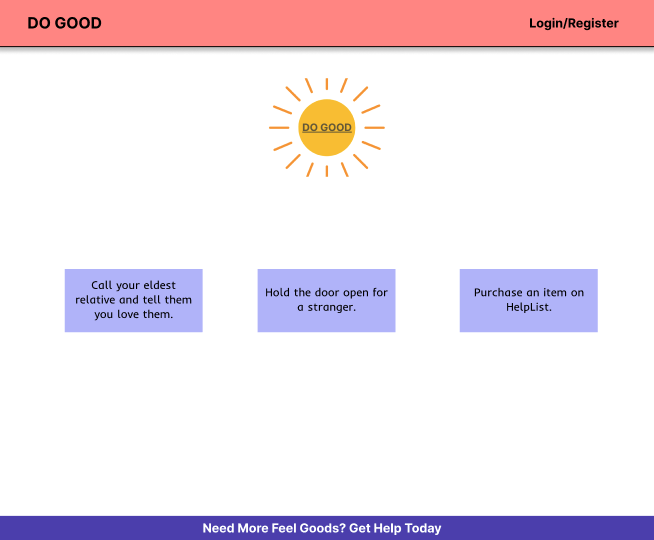 DO GOOD
Login/Register
DO GOOD
Call your eldest
relative and tell them
you love them.
Hold the door open for
a stranger.
Purchase an item on
HelpList.
Need More Feel Goods? Get Help Today